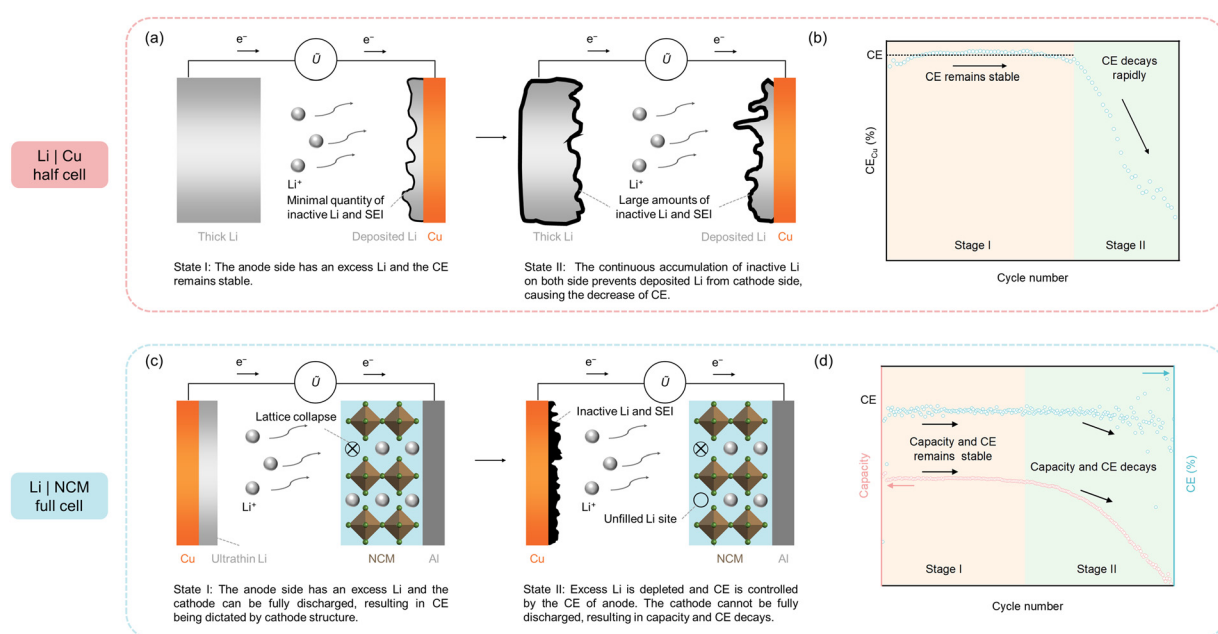 Li | Cu
half cell
(a)
e⁻
Ū
e⁻
Li⁺
Minimal quantity of
inactive Li and SEI
Thick Li
Deposited Li
Cu
State I: The anode side has an excess Li and the CE
remains stable.
e⁻
Ū
e⁻
Li⁺
Large amounts of
inactive Li and SEI
Thick Li
Deposited Li
Cu
State II: The continuous accumulation of inactive Li
on both side prevents deposited Li from cathode side,
causing the decrease of CE.
(b)
CE
CE remains stable
CE decays
rapidly
CE_Cu (%)
Stage I
Stage II
Cycle number
Li | NCM
full cell
(c)
e⁻
Ū
e⁻
Lattice collapse
Li⁺
Cu
Ultrathin Li
NCM
Al
State I: The anode side has an excess Li and the
cathode can be fully discharged, resulting in CE
being dictated by cathode structure.
e⁻
Ū
e⁻
Inactive Li and SEI
Li⁺
Unfilled Li site
Cu
NCM
Al
State II: Excess Li is depleted and CE is controlled
by the CE of anode. The cathode cannot be fully
discharged, resulting in capacity and CE decays.
(d)
CE
Capacity and CE
remains stable
Capacity and CE decays
Capacity
CE (%)
Stage I
Stage II
Cycle number